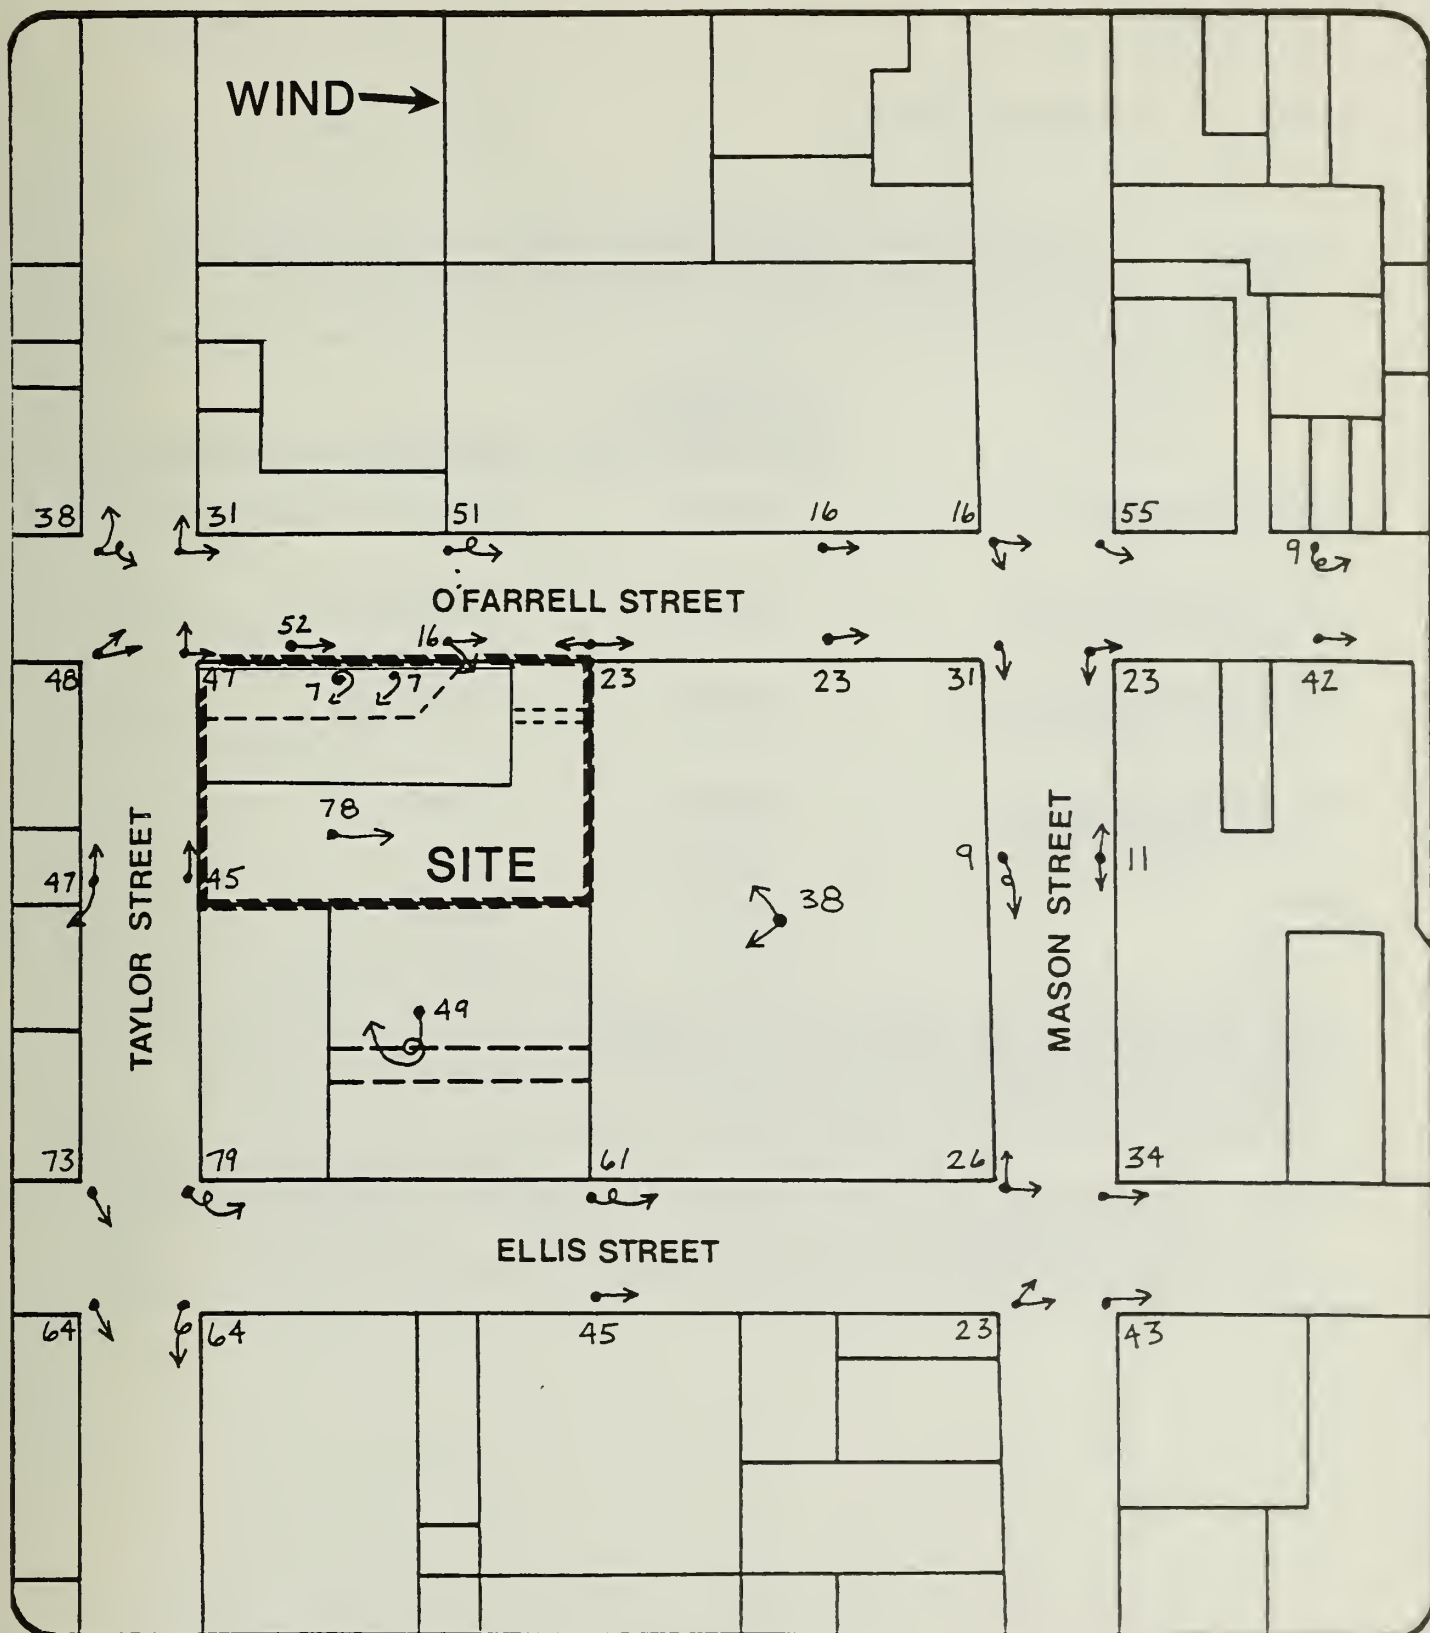 WIND
38 31 51 16 16 55 9
O'FARRELL STREET
52 16
48 47 7 7 23 23 31 23 42
78
SITE
TAYLOR STREET
MASON STREET
47 45 9 11
38
49
73 79 61 26 34
ELLIS STREET
64 64 45 23 43